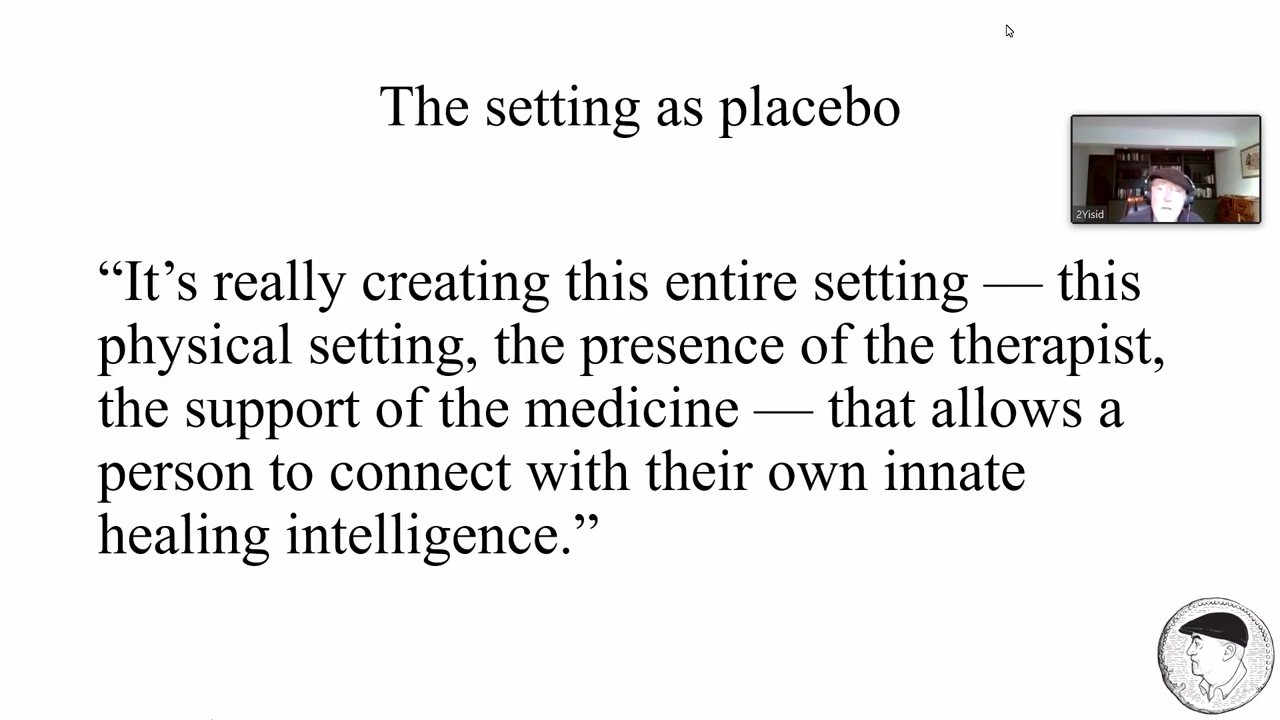 The setting as placebo
2Yisid
“It’s really creating this entire setting — this
physical setting, the presence of the therapist,
the support of the medicine — that allows a
person to connect with their own innate
healing intelligence.”